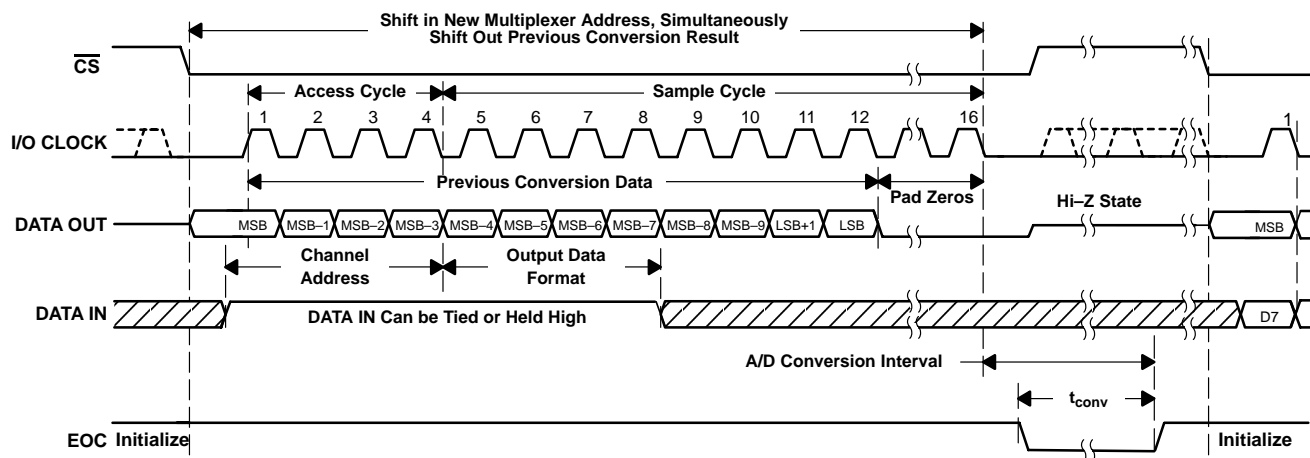 Shift in New Multiplexer Address, Simultaneously
Shift Out Previous Conversion Result
CS
Access Cycle
Sample Cycle
1 2 3 4 5 6 7 8 9 10 11 12 16 1
I/O CLOCK
Previous Conversion Data
Pad Zeros
Hi–Z State
DATA OUT
MSB MSB–1 MSB–2 MSB–3 MSB–4 MSB–5 MSB–6 MSB–7 MSB–8 MSB–9 LSB+1 LSB MSB
Channel
Address
Output Data
Format
DATA IN
DATA IN Can be Tied or Held High
D7
A/D Conversion Interval
tconv
EOC
Initialize
Initialize